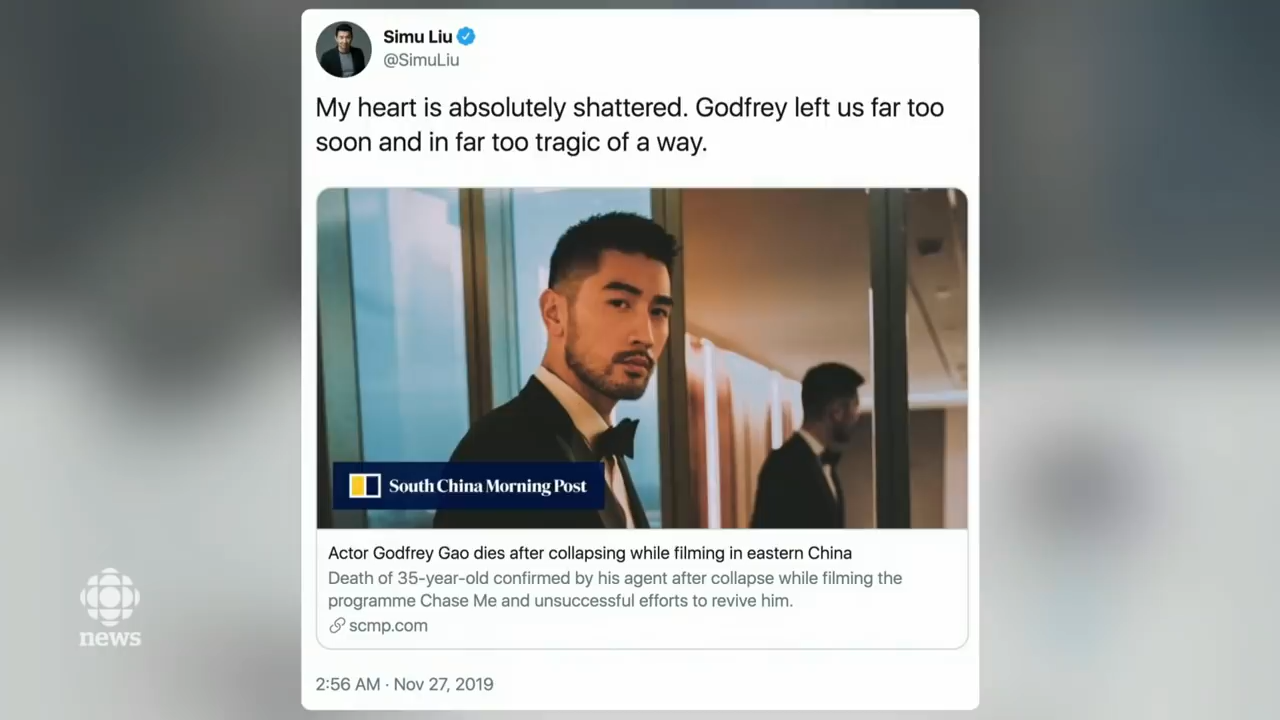 Simu Liu
@SimuLiu
My heart is absolutely shattered. Godfrey left us far too
soon and in far too tragic of a way.
South China Morning Post
Actor Godfrey Gao dies after collapsing while filming in eastern China
Death of 35-year-old confirmed by his agent after collapse while filming the
programme Chase Me and unsuccessful efforts to revive him.
scmp.com
news
2:56 AM · Nov 27, 2019